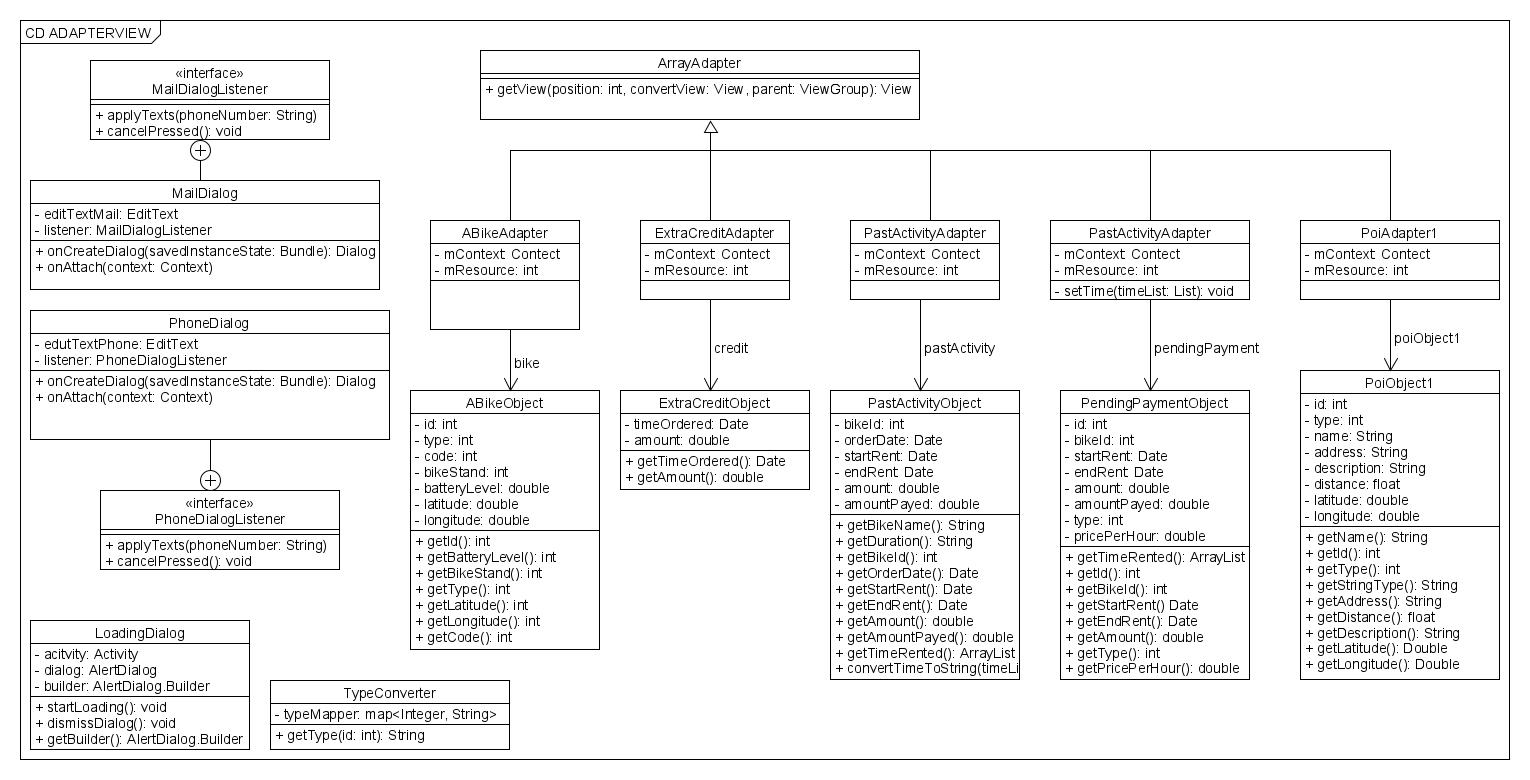 CD ADAPTERVIEW
«interface»
MailDialogListener
+ applyTexts(phoneNumber: String)
+ cancelPressed(): void
MailDialog
- editTextMail: EditText
- listener: MailDialogListener
+ onCreateDialog(savedInstanceState: Bundle): Dialog
+ onAttach(context: Context)
PhoneDialog
- edutTextPhone: EditText
- listener: PhoneDialogListener
+ onCreateDialog(savedInstanceState: Bundle): Dialog
+ onAttach(context: Context)
«interface»
PhoneDialogListener
+ applyTexts(phoneNumber: String)
+ cancelPressed(): void
LoadingDialog
- acitvity: Activity
- dialog: AlertDialog
- builder: AlertDialog.Builder
+ startLoading(): void
+ dismissDialog(): void
+ getBuilder(): AlertDialog.Builder
TypeConverter
- typeMapper: map<Integer, String>
+ getType(id: int): String
ArrayAdapter
+ getView(position: int, convertView: View, parent: ViewGroup): View
ABikeAdapter
- mContext: Contect
- mResource: int
bike
ABikeObject
- id: int
- type: int
- code: int
- bikeStand: int
- batteryLevel: double
- latitude: double
- longitude: double
+ getId(): int
+ getBatteryLevel(): int
+ getBikeStand(): int
+ getType(): int
+ getLatitude(): int
+ getLongitude(): int
+ getCode(): int
ExtraCreditAdapter
- mContext: Contect
- mResource: int
credit
ExtraCreditObject
- timeOrdered: Date
- amount: double
+ getTimeOrdered(): Date
+ getAmount(): double
PastActivityAdapter
- mContext: Contect
- mResource: int
pastActivity
PastActivityObject
- bikeId: int
- orderDate: Date
- startRent: Date
- endRent: Date
- amount: double
- amountPayed: double
+ getBikeName(): String
+ getDuration(): String
+ getBikeId(): int
+ getOrderDate(): Date
+ getStartRent(): Date
+ getEndRent(): Date
+ getAmount(): double
+ getAmountPayed(): double
+ getTimeRented(): ArrayList
+ convertTimeToString(timeLi
PastActivityAdapter
- mContext: Contect
- mResource: int
- setTime(timeList: List): void
pendingPayment
PendingPaymentObject
- id: int
- bikeId: int
- startRent: Date
- endRent: Date
- amount: double
- amountPayed: double
- type: int
- pricePerHour: double
+ getTimeRented(): ArrayList
+ getId(): int
+ getBikeId(): int
+ getStartRent() Date
+ getEndRent(): Date
+ getAmount(): double
+ getType(): int
+ getPricePerHour(): double
PoiAdapter1
- mContext: Contect
- mResource: int
poiObject1
PoiObject1
- id: int
- type: int
- name: String
- address: String
- description: String
- distance: float
- latitude: double
- longitude: double
+ getName(): String
+ getId(): int
+ getType(): int
+ getStringType(): String
+ getAddress(): String
+ getDistance(): float
+ getDescription(): String
+ getLatitude(): Double
+ getLongitude(): Double